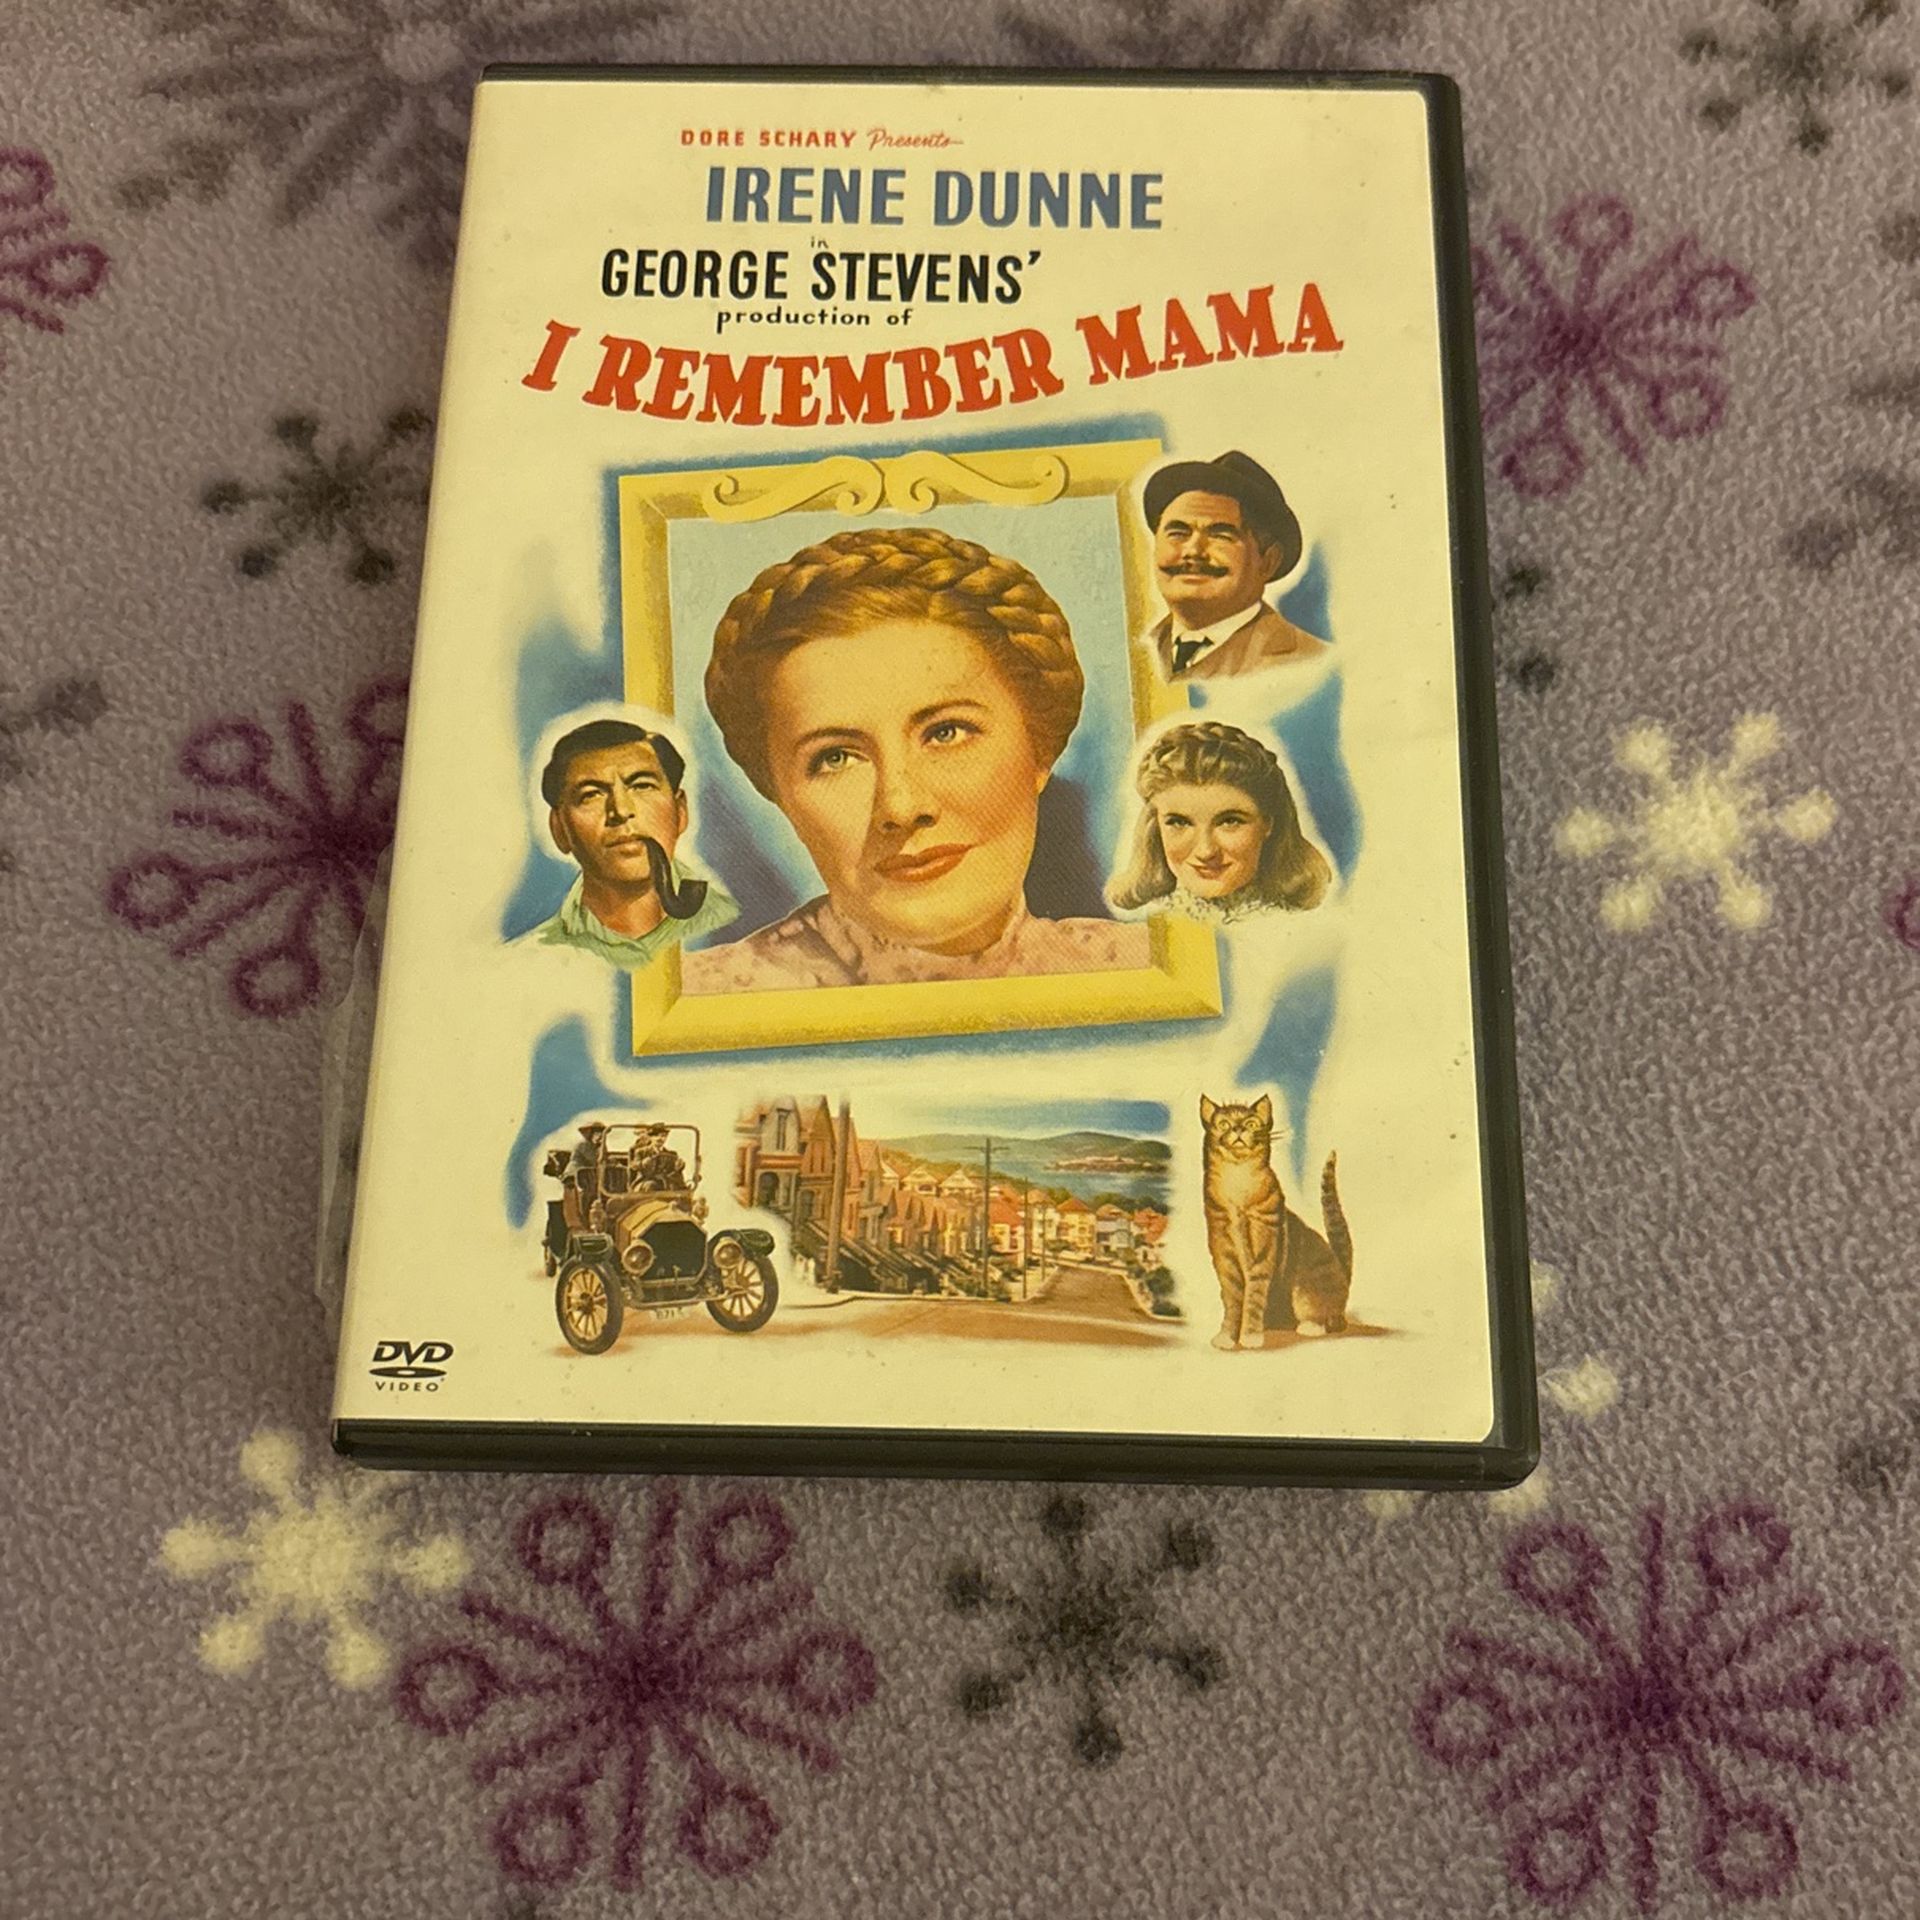 DORE SCHARY Presents
IRENE DUNNE
in
GEORGE STEVENS'
production of
I REMEMBER MAMA
DVD
VIDEO